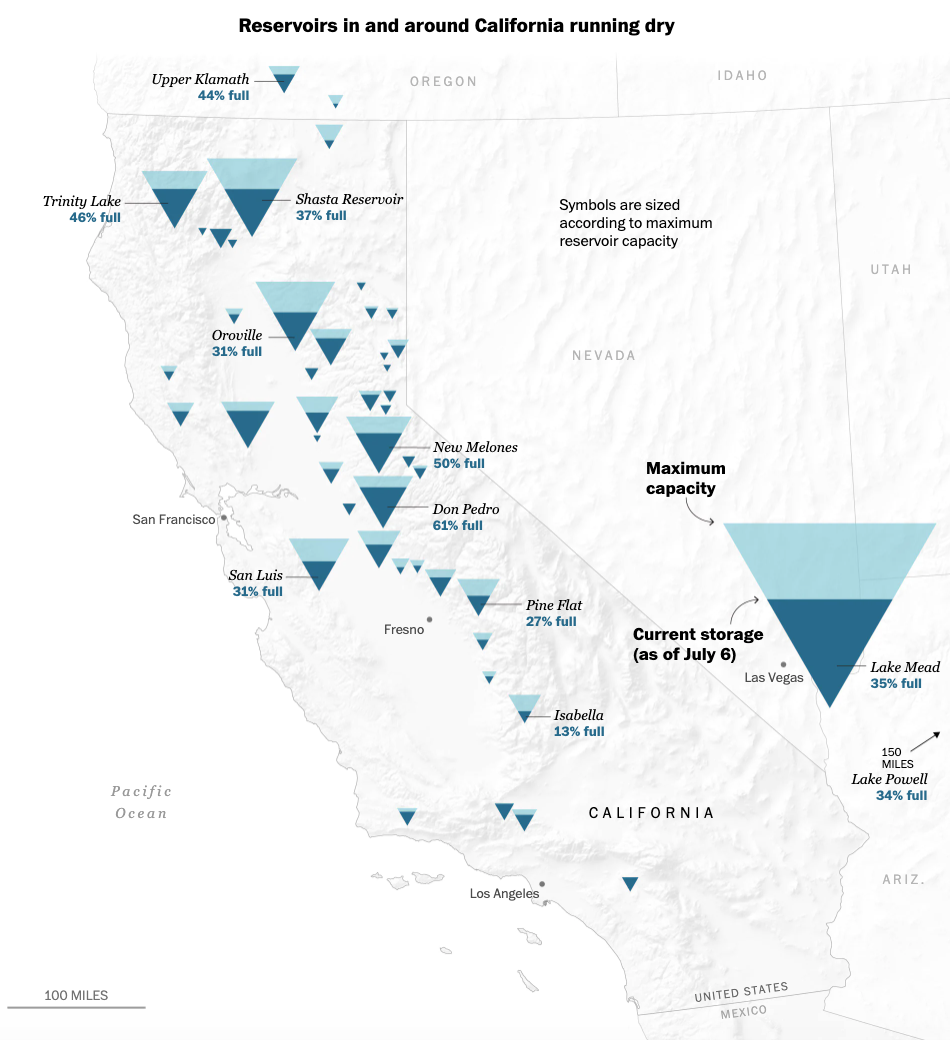 Reservoirs in and around California running dry
Upper Klamath
44% full
OREGON
IDAHO
Trinity Lake
46% full
Shasta Reservoir
37% full
Symbols are sized
according to maximum
reservoir capacity
UTAH
Oroville
31% full
NEVADA
New Melones
50% full
Maximum
capacity
Don Pedro
61% full
San Francisco
San Luis
31% full
Pine Flat
27% full
Fresno
Current storage
(as of July 6)
Lake Mead
35% full
Las Vegas
Isabella
13% full
150
MILES
Lake Powell
34% full
Pacific
Ocean
CALIFORNIA
ARIZ.
Los Angeles
100 MILES
UNITED STATES
MEXICO